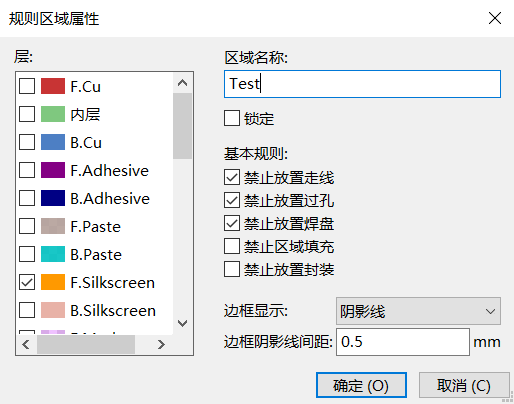 规则区域属性
层:
F.Cu
内层
B.Cu
F.Adhesive
B.Adhesive
F.Paste
B.Paste
F.Silkscreen
B.Silkscreen
区域名称:
Test
锁定
基本规则:
禁止放置走线
禁止放置过孔
禁止放置焊盘
禁止区域填充
禁止放置封装
边框显示: 阴影线
边框阴影线间距: 0.5 mm
确定 (O) 取消 (C)